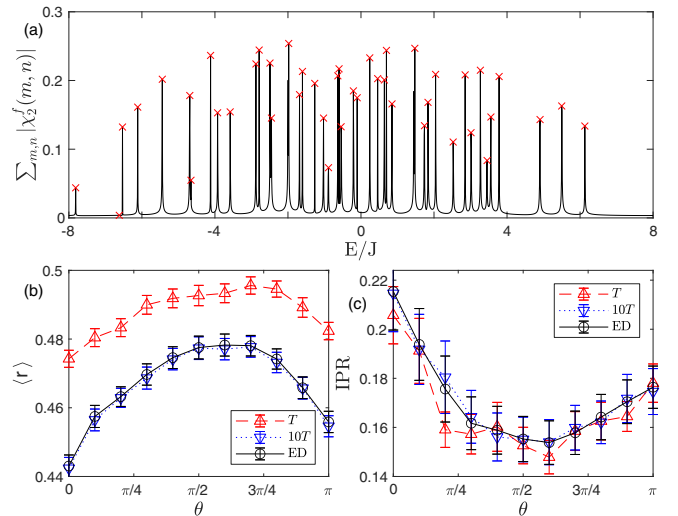 (a)
∑m,n |χ₂ᶠ(m, n)|
0.3
0.2
0.1
0
-8
-4
0
4
8
E/J
(b)
⟨r⟩
0.5
0.48
0.46
0.44
0
π/4
π/2
3π/4
π
θ
T
10T
ED
(c)
IPR
0.22
0.2
0.18
0.16
0.14
0
π/4
π/2
3π/4
π
θ
T
10T
ED